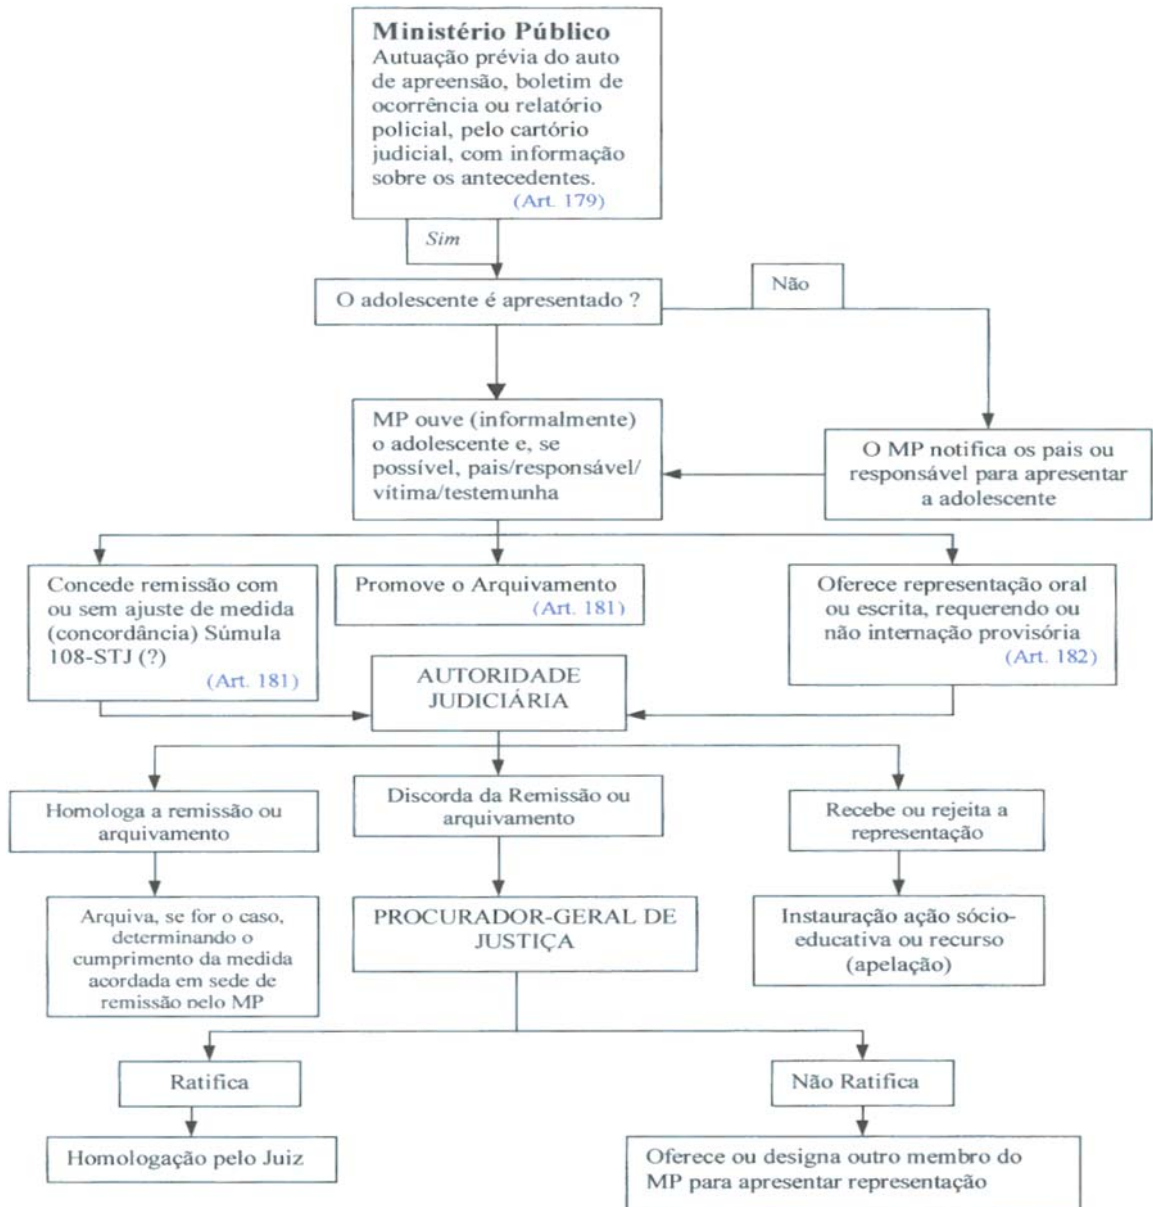 Ministério Público
Autuação prévia do auto
de apreensão, boletim de
ocorrência ou relatório
policial, pelo cartório
judicial, com informação
sobre os antecedentes.
(Art. 179)
Sim
Não
O adolescente é apresentado ?
MP ouve (informalmente)
o adolescente e, se
possível, pais/responsável/
vítima/testemunha
O MP notifica os pais ou
responsável para apresentar
a adolescente
Concede remissão com
ou sem ajuste de medida
(concordância) Súmula
108-STJ (?)
(Art. 181)
Promove o Arquivamento
(Art. 181)
Oferece representação oral
ou escrita, requerendo ou
não internação provisória
(Art. 182)
AUTORIDADE
JUDICIÁRIA
Homologa a remissão ou
arquivamento
Discorda da Remissão ou
arquivamento
Recebe ou rejeita a
representação
Arquiva, se for o caso,
determinando o
cumprimento da medida
acordada em sede de
remissão pelo MP
PROCURADOR-GERAL DE
JUSTIÇA
Instauração ação sócio-
educativa ou recurso
(apelação)
Ratifica
Não Ratifica
Homologação pelo Juiz
Oferece ou designa outro membro do
MP para apresentar representação